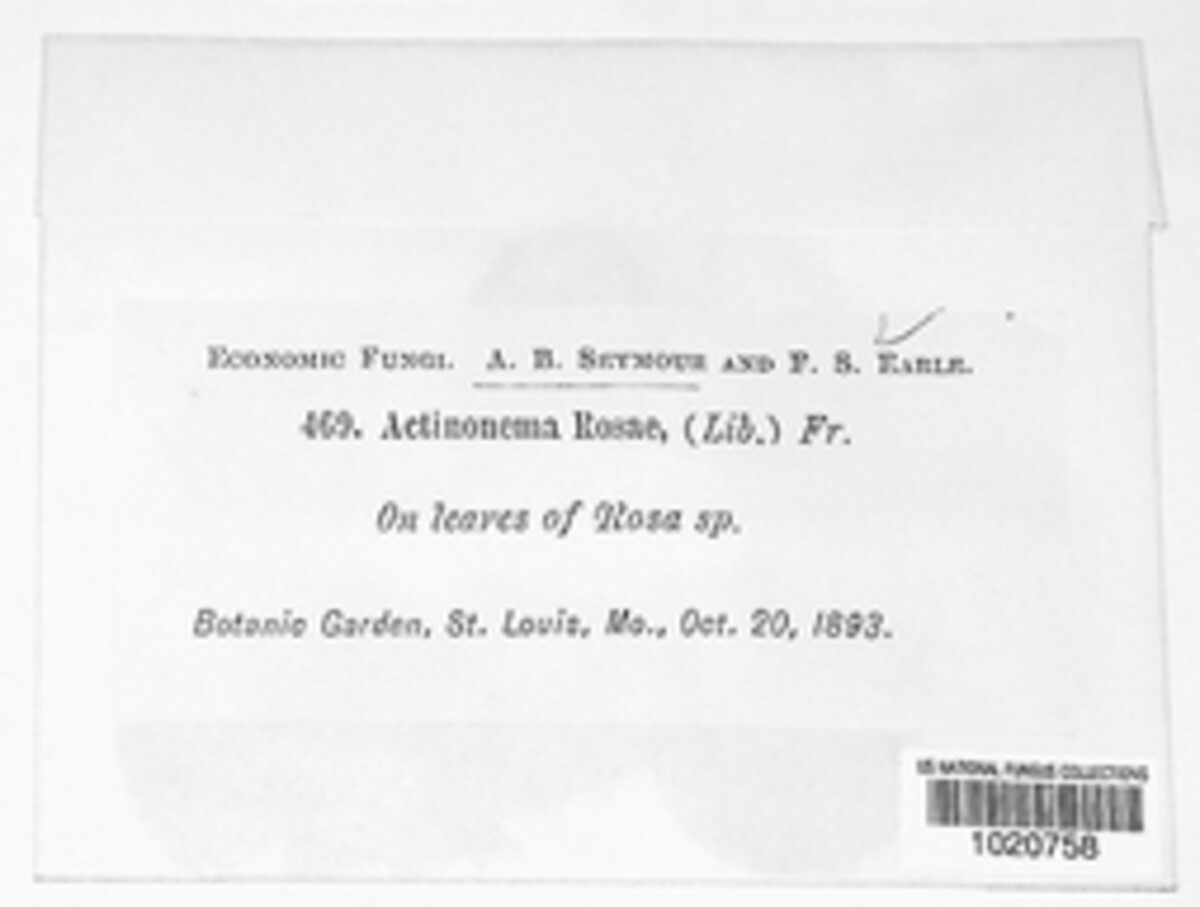 Economic Fungi. A. B. Seymour and F. S. Earle.
469. Actinonema Rosae, (Lib.) Fr.
On leaves of Rosa sp.
Botanic Garden, St. Louis, Mo., Oct. 20, 1893.
US NATIONAL FUNGUS COLLECTIONS
1020758